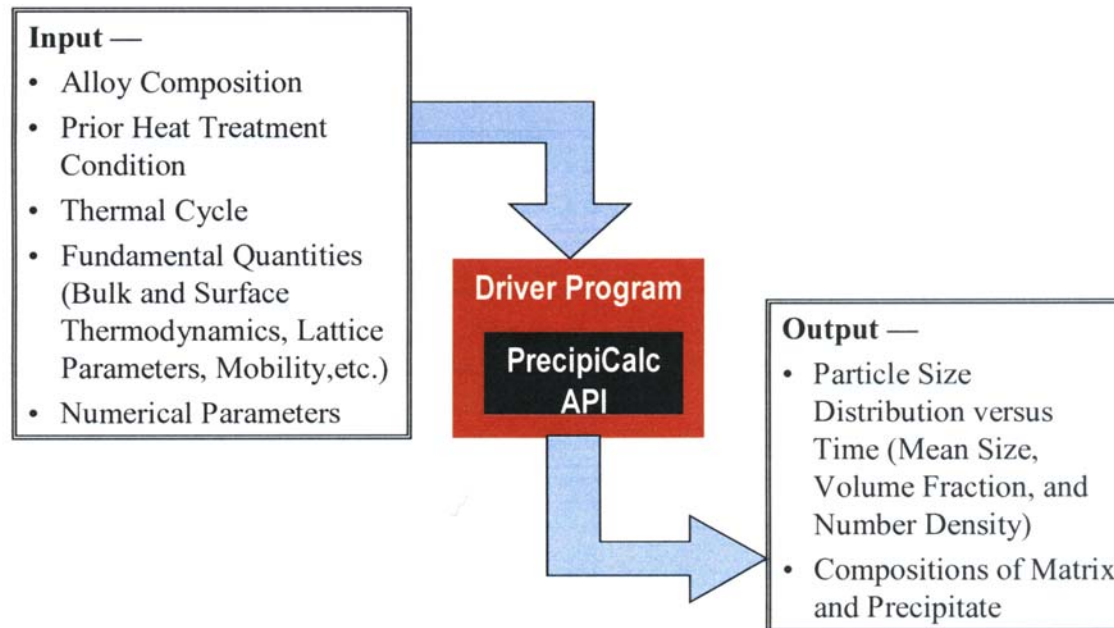 Input —
• Alloy Composition
• Prior Heat Treatment
Condition
• Thermal Cycle
• Fundamental Quantities
(Bulk and Surface
Thermodynamics, Lattice
Parameters, Mobility,etc.)
• Numerical Parameters
Driver Program
PrecipiCalc
API
Output —
• Particle Size
Distribution versus
Time (Mean Size,
Volume Fraction, and
Number Density)
• Compositions of Matrix
and Precipitate